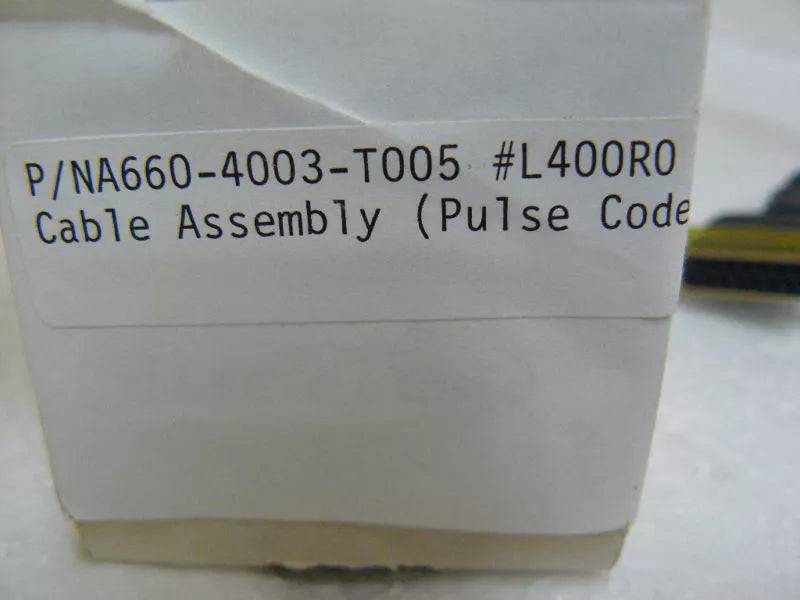 P/NA660-4003-T005 #L400R0
Cable Assembly (Pulse Code